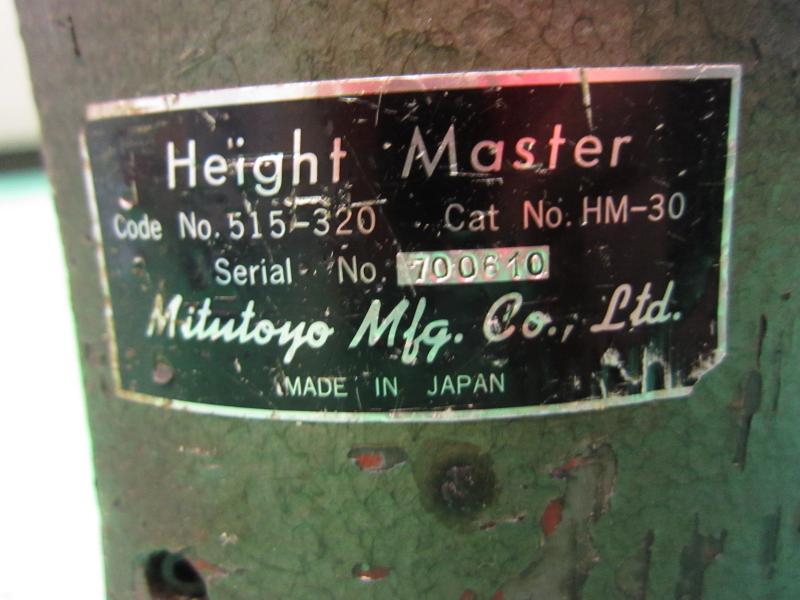 Height Master
Code No. 515-320 Cat No. HM-30
Serial No. 700610
Mitutoyo Mfg. Co., Ltd.
MADE IN JAPAN